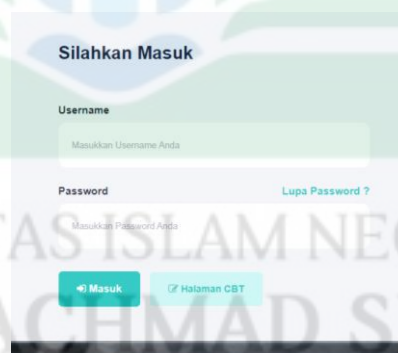 Silahkan Masuk
Username
Masukkan Username Anda
Password Lupa Password ?
Masukkan Password Anda
TAS ISLAM NEG
Masuk Halaman CBT
ACHMAD S